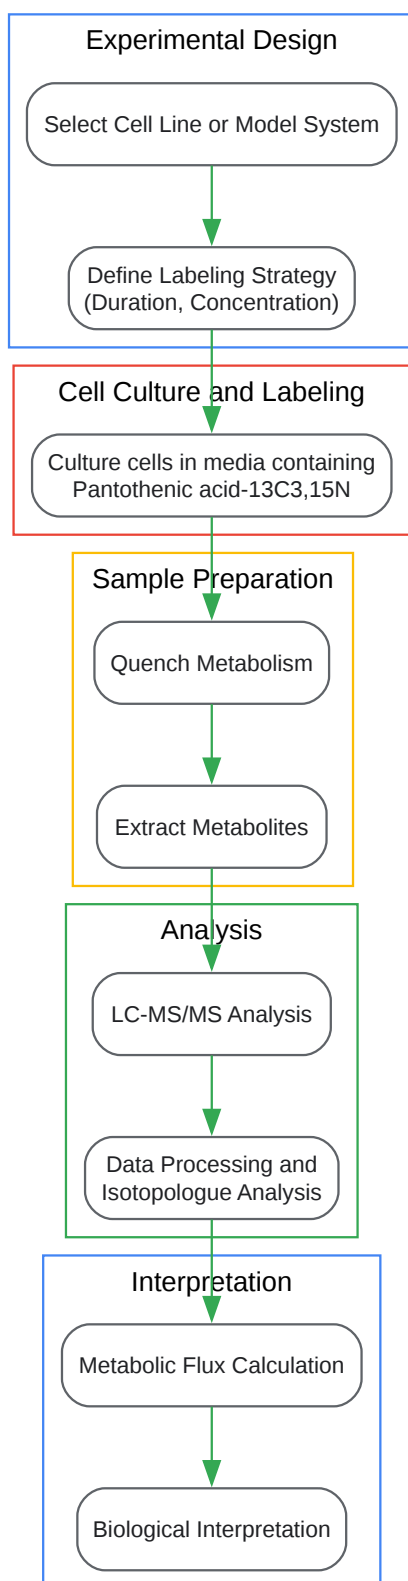 Experimental Design
Select Cell Line or Model System
Define Labeling Strategy
(Duration, Concentration)
Cell Culture and Labeling
Culture cells in media containing
Pantothenic acid-13C3,15N
Sample Preparation
Quench Metabolism
Extract Metabolites
Analysis
LC-MS/MS Analysis
Data Processing and
Isotopologue Analysis
Interpretation
Metabolic Flux Calculation
Biological Interpretation